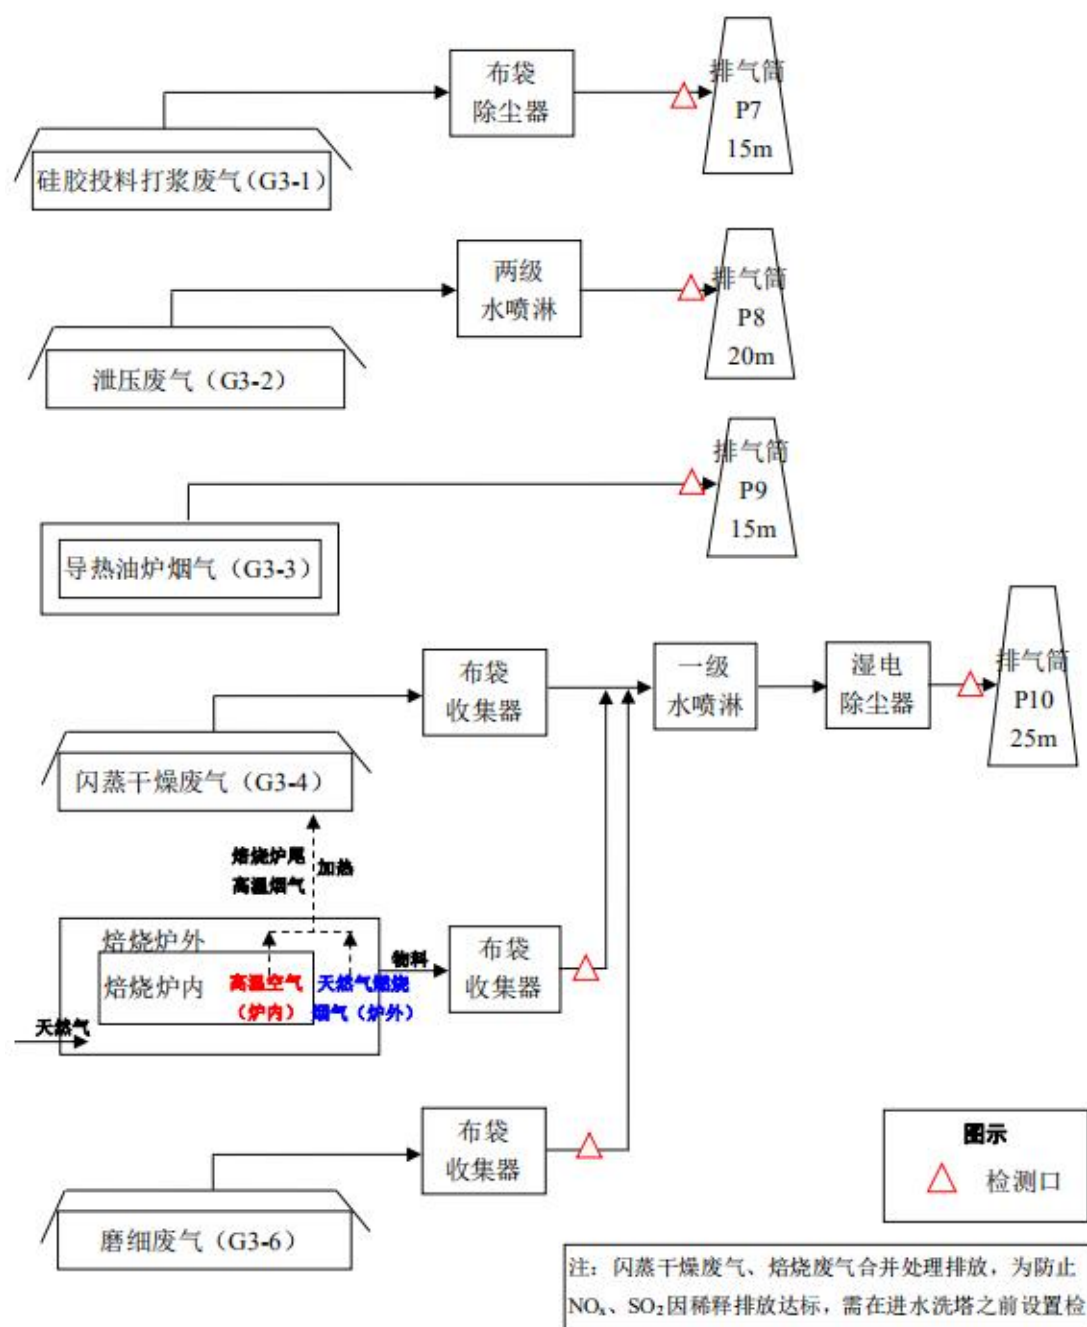 布袋
除尘器
排气筒
P7
15m
硅胶投料打浆废气(G3-1)
两级
水喷淋
排气筒
P8
20m
泄压废气（G3-2）
排气筒
P9
15m
导热油炉烟气（G3-3）
布袋
收集器
一级
水喷淋
湿电
除尘器
排气筒
P10
25m
闪蒸干燥废气（G3-4）
焙烧炉尾
高温烟气
加热
焙烧炉外
焙烧炉内
高温空气
（炉内）
天然气燃烧
烟气（炉外）
物料
布袋
收集器
天然气
布袋
收集器
磨细废气（G3-6）
图示
检测口
注：闪蒸干燥废气、焙烧废气合并处理排放，为防止
NOₓ、SO₂因稀释排放达标，需在进水洗塔之前设置检